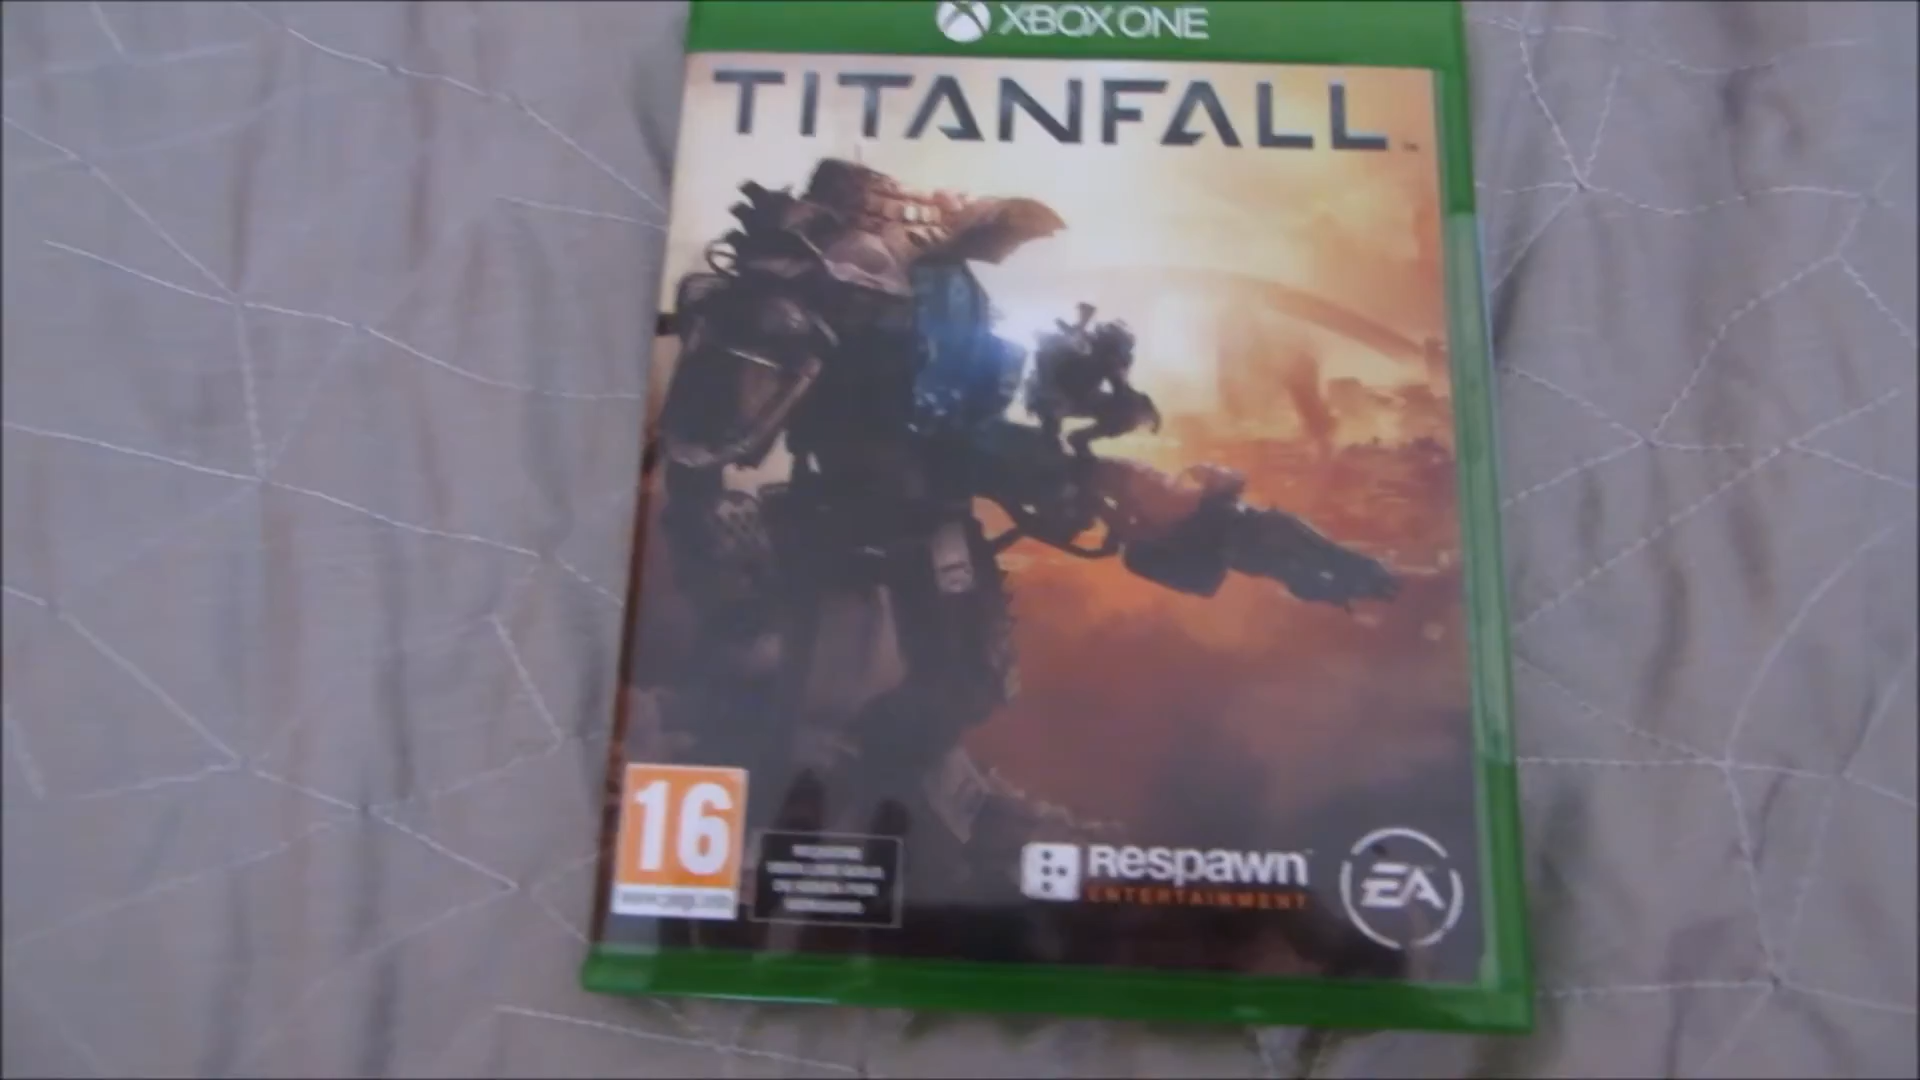 XBOX ONE
TITANFALL
16
Respawn
ENTERTAINMENT
EA